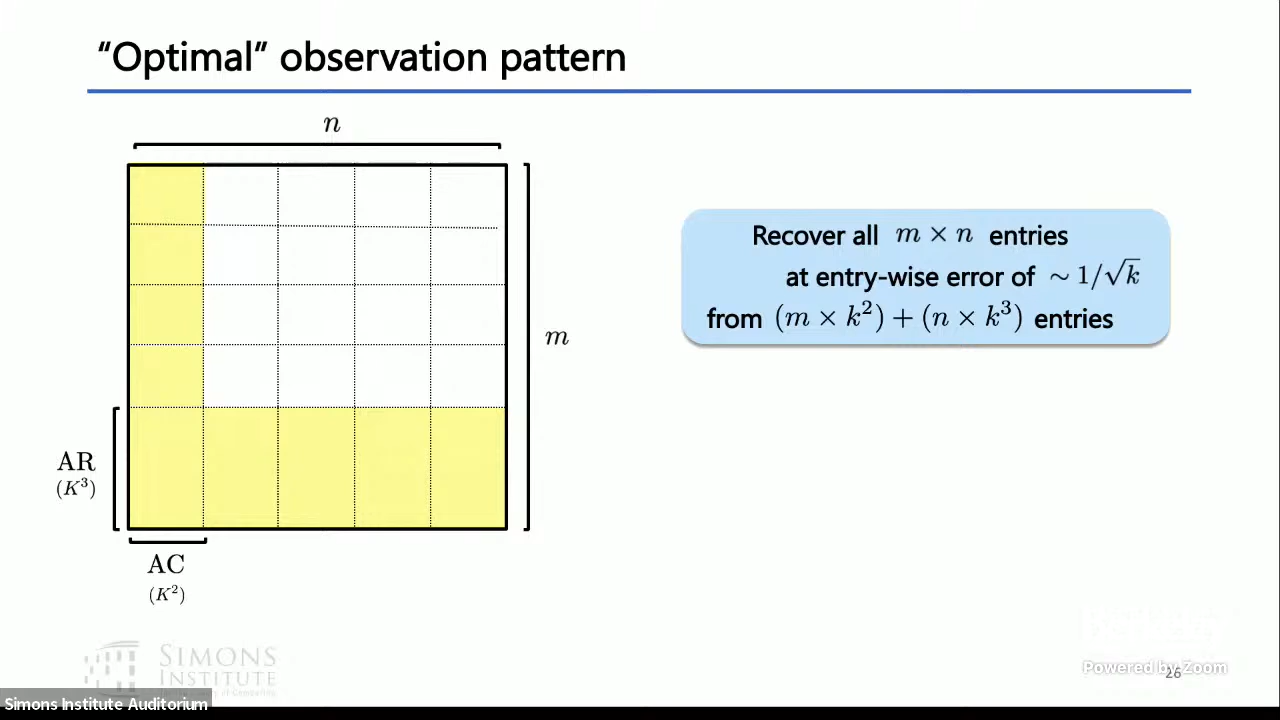 “Optimal” observation pattern
n
m
AR
(K³)
AC
(K²)
Recover all m × n entries
at entry-wise error of ∼ 1/√k
from (m × k²) + (n × k³) entries
SIMONS
INSTITUTE
Powered by Zoom
26
Simons Institute Auditorium